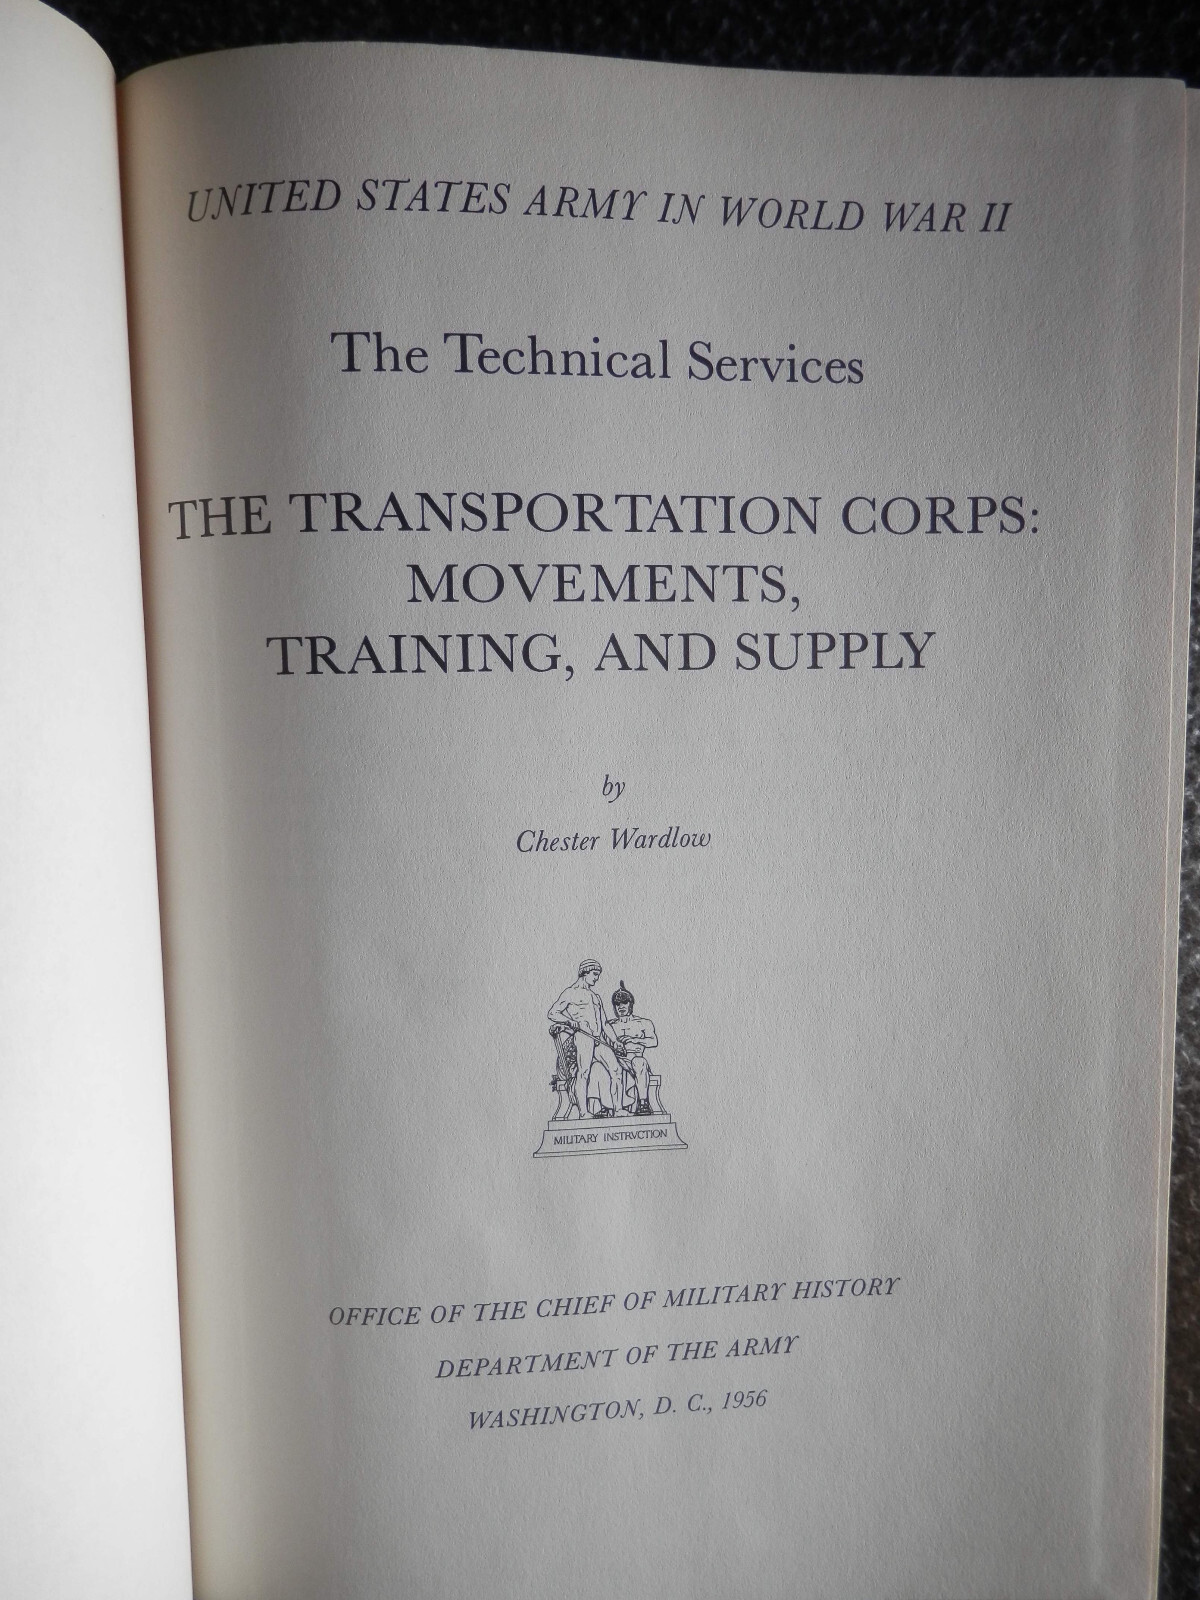 UNITED STATES ARMY IN WORLD WAR II
The Technical Services
THE TRANSPORTATION CORPS:
MOVEMENTS,
TRAINING, AND SUPPLY
by
Chester Wardlow
MILITARY INSTRVCTION
OFFICE OF THE CHIEF OF MILITARY HISTORY
DEPARTMENT OF THE ARMY
WASHINGTON, D. C., 1956